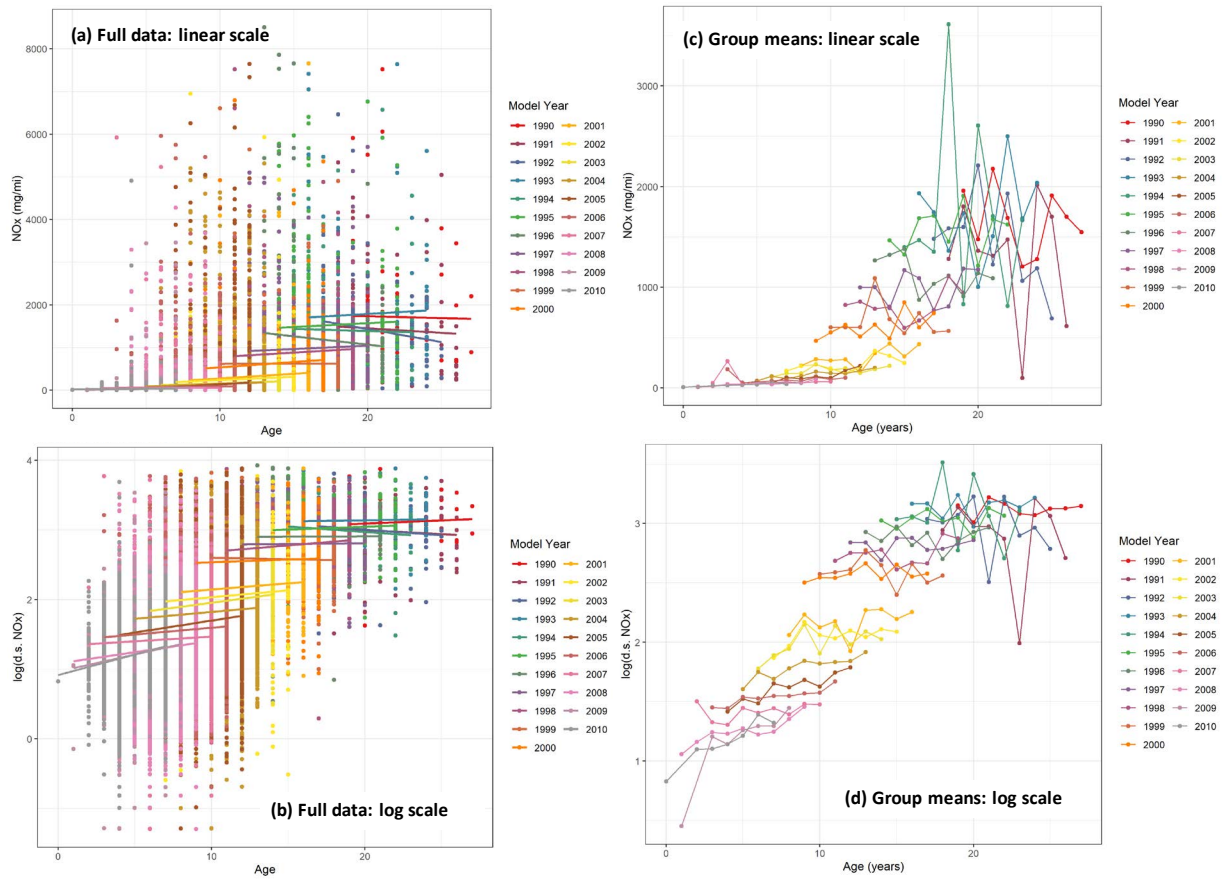 (a) Full data: linear scale
NOx (mg/mi)
8000
6000
4000
2000
0
0 10 20
Age
Model Year
1990 2001
1991 2002
1992 2003
1993 2004
1994 2005
1995 2006
1996 2007
1997 2008
1998 2009
1999 2010
2000
(c) Group means: linear scale
NOx (mg/mi)
3000
2000
1000
0
0 10 20
Age (years)
Model Year
1990 2001
1991 2002
1992 2003
1993 2004
1994 2005
1995 2006
1996 2007
1997 2008
1998 2009
1999 2010
2000
(b) Full data: log scale
log(d.s. NOx)
4
2
0
0 10 20
Age
Model Year
1990 2001
1991 2002
1992 2003
1993 2004
1994 2005
1995 2006
1996 2007
1997 2008
1998 2009
1999 2010
2000
(d) Group means: log scale
log(d.s. NOx)
3
2
1
0 10 20
Age (years)
Model Year
1990 2001
1991 2002
1992 2003
1993 2004
1994 2005
1995 2006
1996 2007
1997 2008
1998 2009
1999 2010
2000